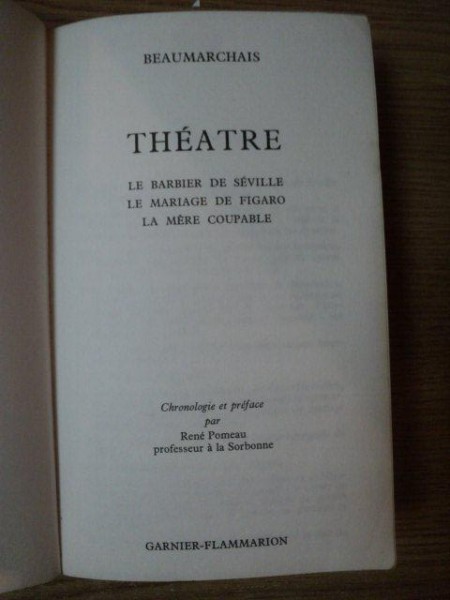 BEAUMARCHAIS
THÉATRE
LE BARBIER DE SÉVILLE
LE MARIAGE DE FIGARO
LA MÈRE COUPABLE
Chronologie et préface
par
René Pomeau
professeur à la Sorbonne
GARNIER-FLAMMARION